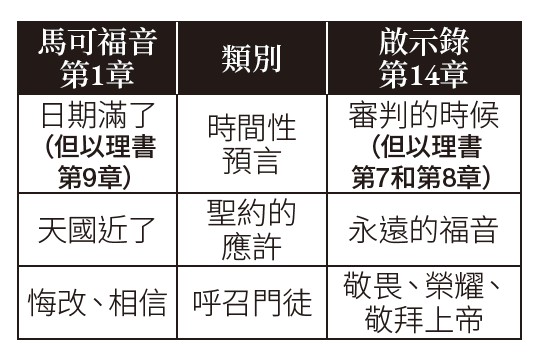 馬可福音
第1章
類別
啟示錄
第14章
日期滿了
（但以理書
第9章）
時間性
預言
審判的時候
（但以理書
第7和第8章）
天國近了
聖約的
應許
永遠的福音
悔改、相信
呼召門徒
敬畏、榮耀、
敬拜上帝